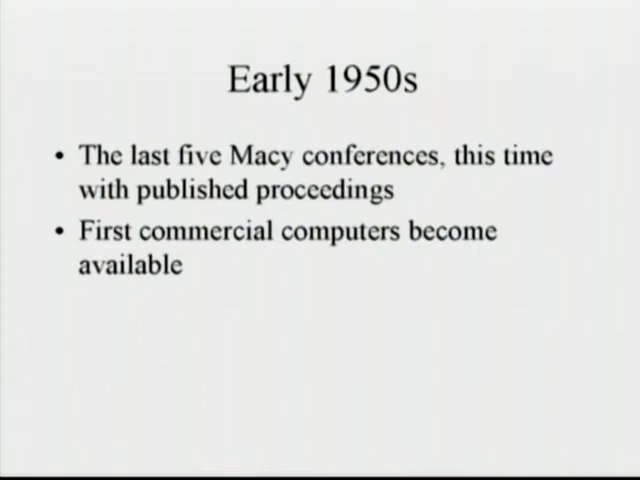 Early 1950s
• The last five Macy conferences, this time
with published proceedings
• First commercial computers become
available